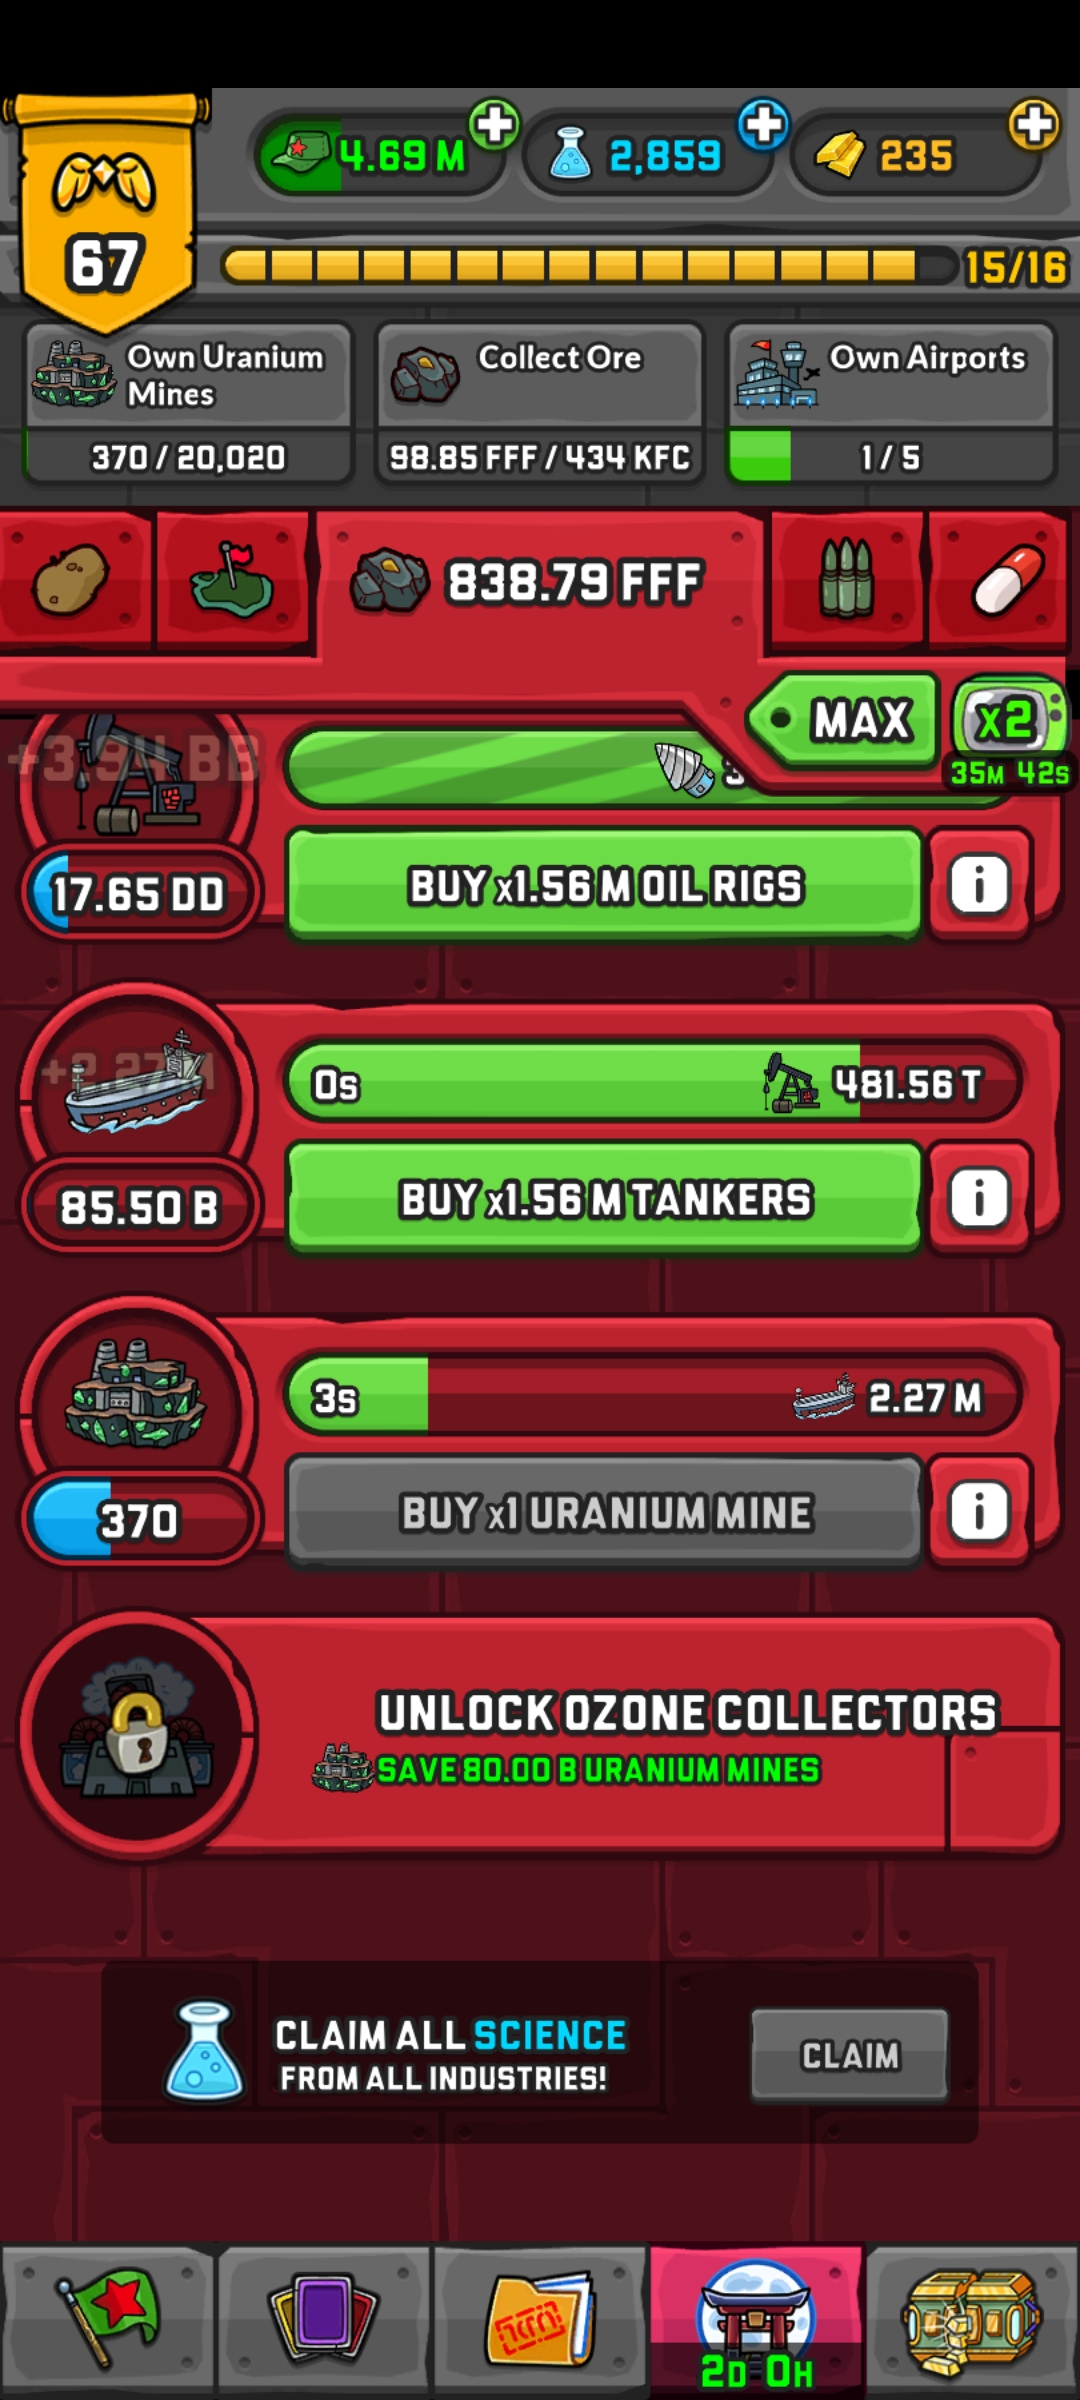 4.69 M
2,859
235
67
15/16
Own Uranium
Mines
370 / 20,020
Collect Ore
98.85 FFF / 434 KFC
Own Airports
1 / 5
838.79 FFF
MAX
x2
35M 42S
+3.94 BB
17.65 DD
BUY x1.56 M OIL RIGS
i
0s
481.56 T
85.50 B
BUY x1.56 M TANKERS
i
3s
2.27 M
370
BUY x1 URANIUM MINE
i
UNLOCK OZONE COLLECTORS
SAVE 80.00 B URANIUM MINES
CLAIM ALL SCIENCE
FROM ALL INDUSTRIES!
CLAIM
2D 0H